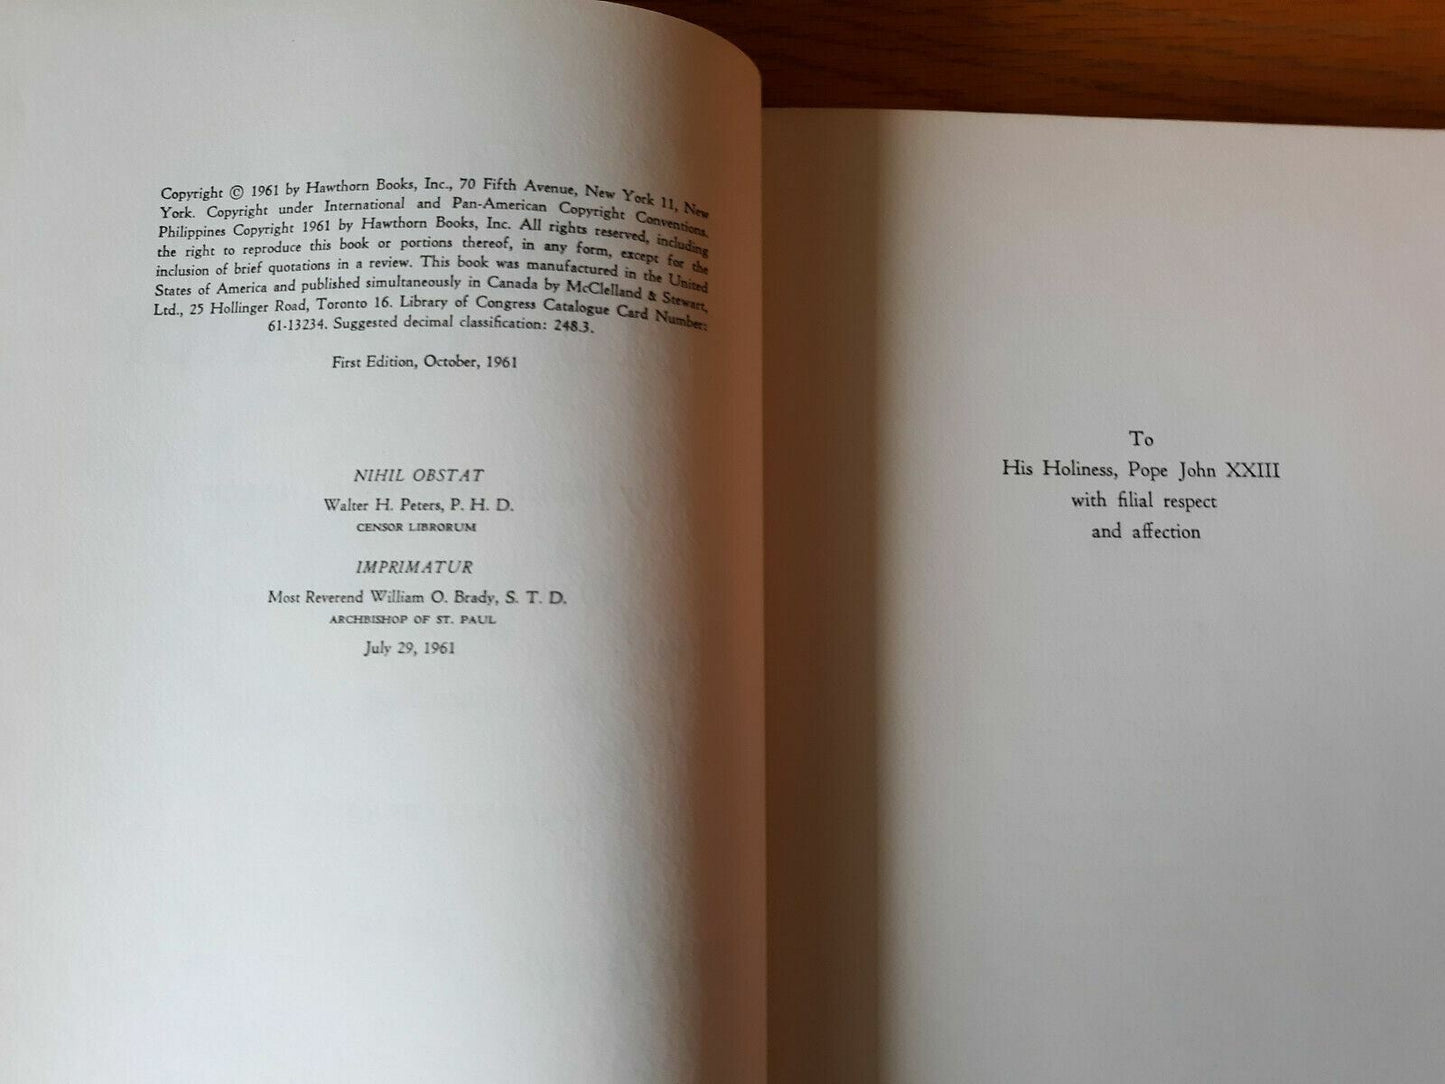 Copyright © 1961 by Hawthorn Books, Inc., 70 Fifth Avenue, New York 11, New
York. Copyright under International and Pan-American Copyright Conventions.
Philippines Copyright 1961 by Hawthorn Books, Inc. All rights reserved, including
the right to reproduce this book or portions thereof, in any form, except for the
inclusion of brief quotations in a review. This book was manufactured in the United
States of America and published simultaneously in Canada by McClelland & Stewart,
Ltd., 25 Hollinger Road, Toronto 16. Library of Congress Catalogue Card Number:
61-13234. Suggested decimal classification: 248.3.
First Edition, October, 1961
NIHIL OBSTAT
Walter H. Peters, P. H. D.
CENSOR LIBRORUM
IMPRIMATUR
Most Reverend William O. Brady, S. T. D.
ARCHBISHOP OF ST. PAUL
July 29, 1961
To
His Holiness, Pope John XXIII
with filial respect
and affection